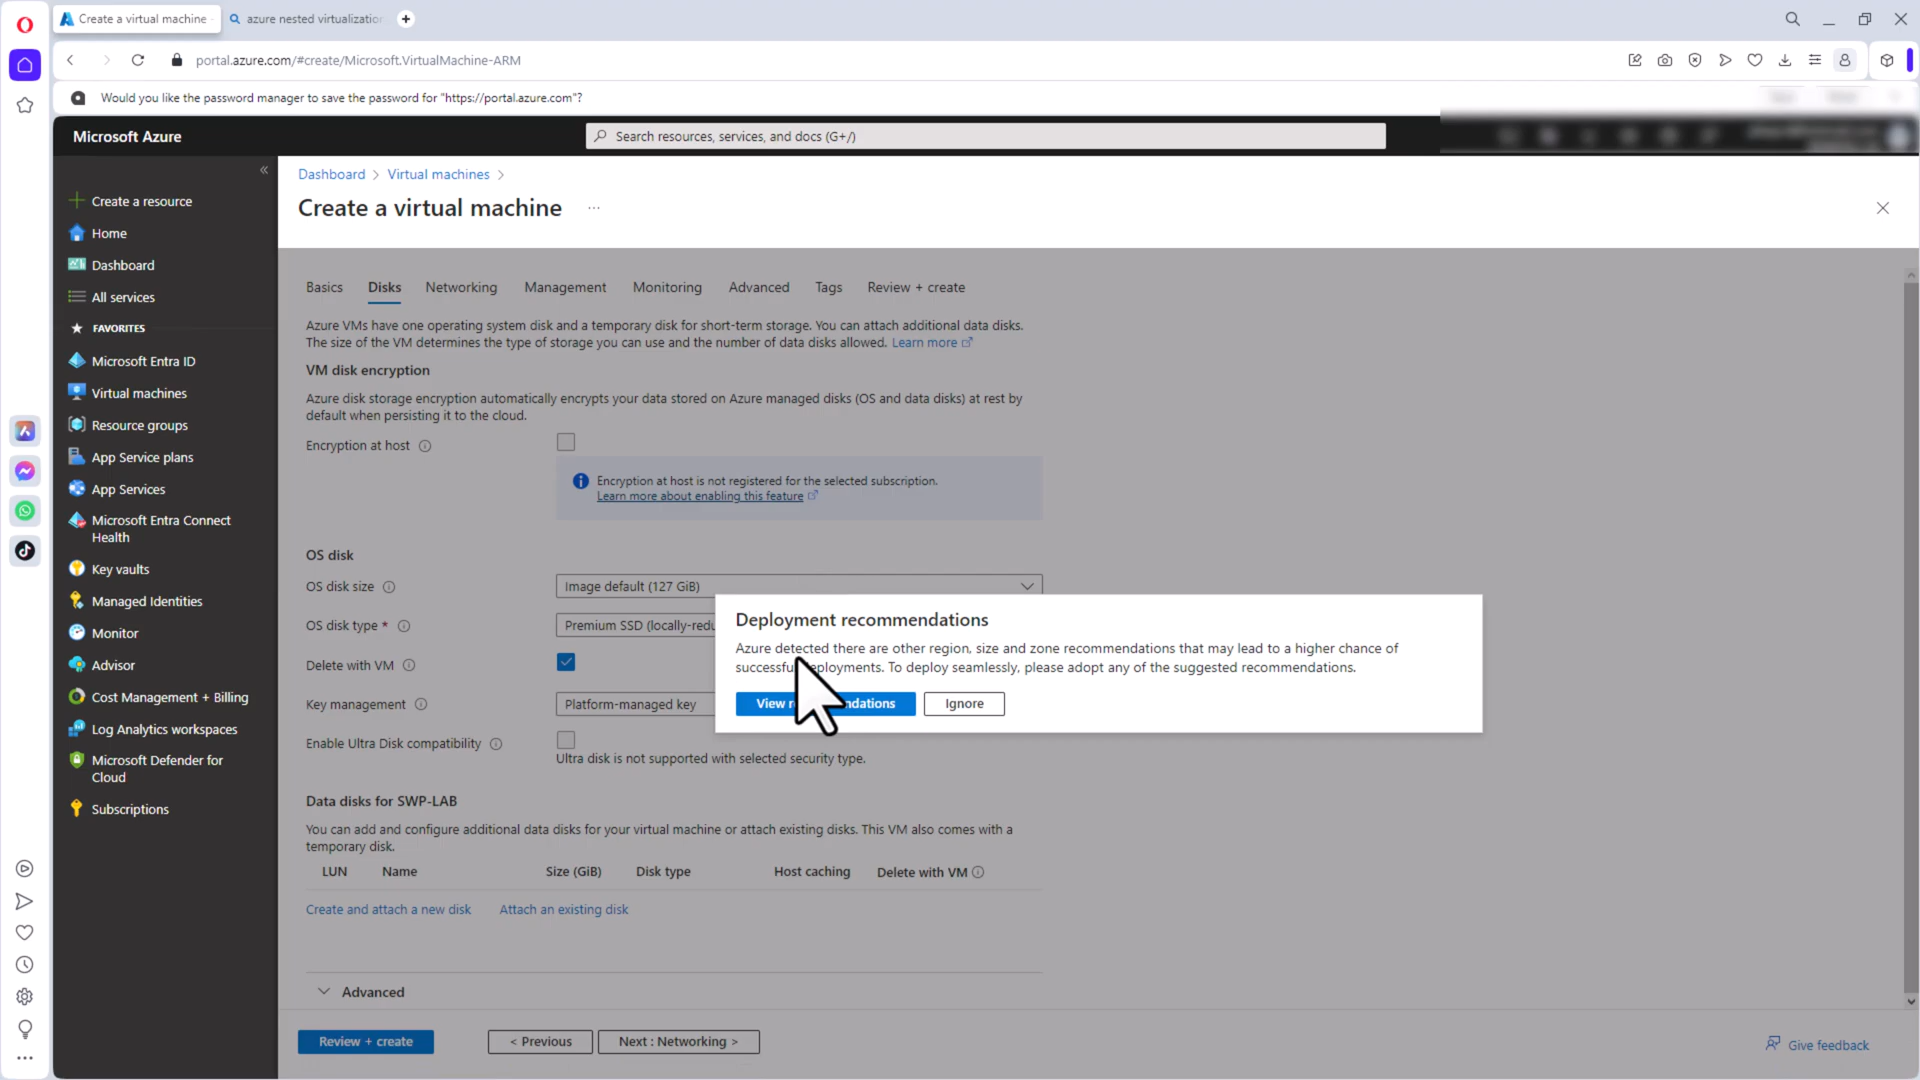 Create a virtual machine
azure nested virtualization
portal.azure.com/#create/Microsoft.VirtualMachine-ARM
Would you like the password manager to save the password for "https://portal.azure.com"?
Microsoft Azure
Search resources, services, and docs (G+/)
Create a resource
Home
Dashboard
All services
FAVORITES
Microsoft Entra ID
Virtual machines
Resource groups
App Service plans
App Services
Microsoft Entra Connect
Health
Key vaults
Managed Identities
Monitor
Advisor
Cost Management + Billing
Log Analytics workspaces
Microsoft Defender for
Cloud
Subscriptions
Dashboard > Virtual machines >
Create a virtual machine ...
Basics Disks Networking Management Monitoring Advanced Tags Review + create
Azure VMs have one operating system disk and a temporary disk for short-term storage. You can attach additional data disks.
The size of the VM determines the type of storage you can use and the number of data disks allowed. Learn more
VM disk encryption
Azure disk storage encryption automatically encrypts your data stored on Azure managed disks (OS and data disks) at rest by
default when persisting it to the cloud.
Encryption at host
Encryption at host is not registered for the selected subscription.
Learn more about enabling this feature
OS disk
OS disk size
Image default (127 GiB)
OS disk type *
Premium SSD (locally-redu
Delete with VM
Key management
Platform-managed key
Enable Ultra Disk compatibility
Ultra disk is not supported with selected security type.
Deployment recommendations
Azure detected there are other region, size and zone recommendations that may lead to a higher chance of
successfu ployments. To deploy seamlessly, please adopt any of the suggested recommendations.
View r ndations Ignore
Data disks for SWP-LAB
You can add and configure additional data disks for your virtual machine or attach existing disks. This VM also comes with a
temporary disk.
LUN Name Size (GiB) Disk type Host caching Delete with VM
Create and attach a new disk Attach an existing disk
Advanced
Review + create < Previous Next : Networking >
Give feedback